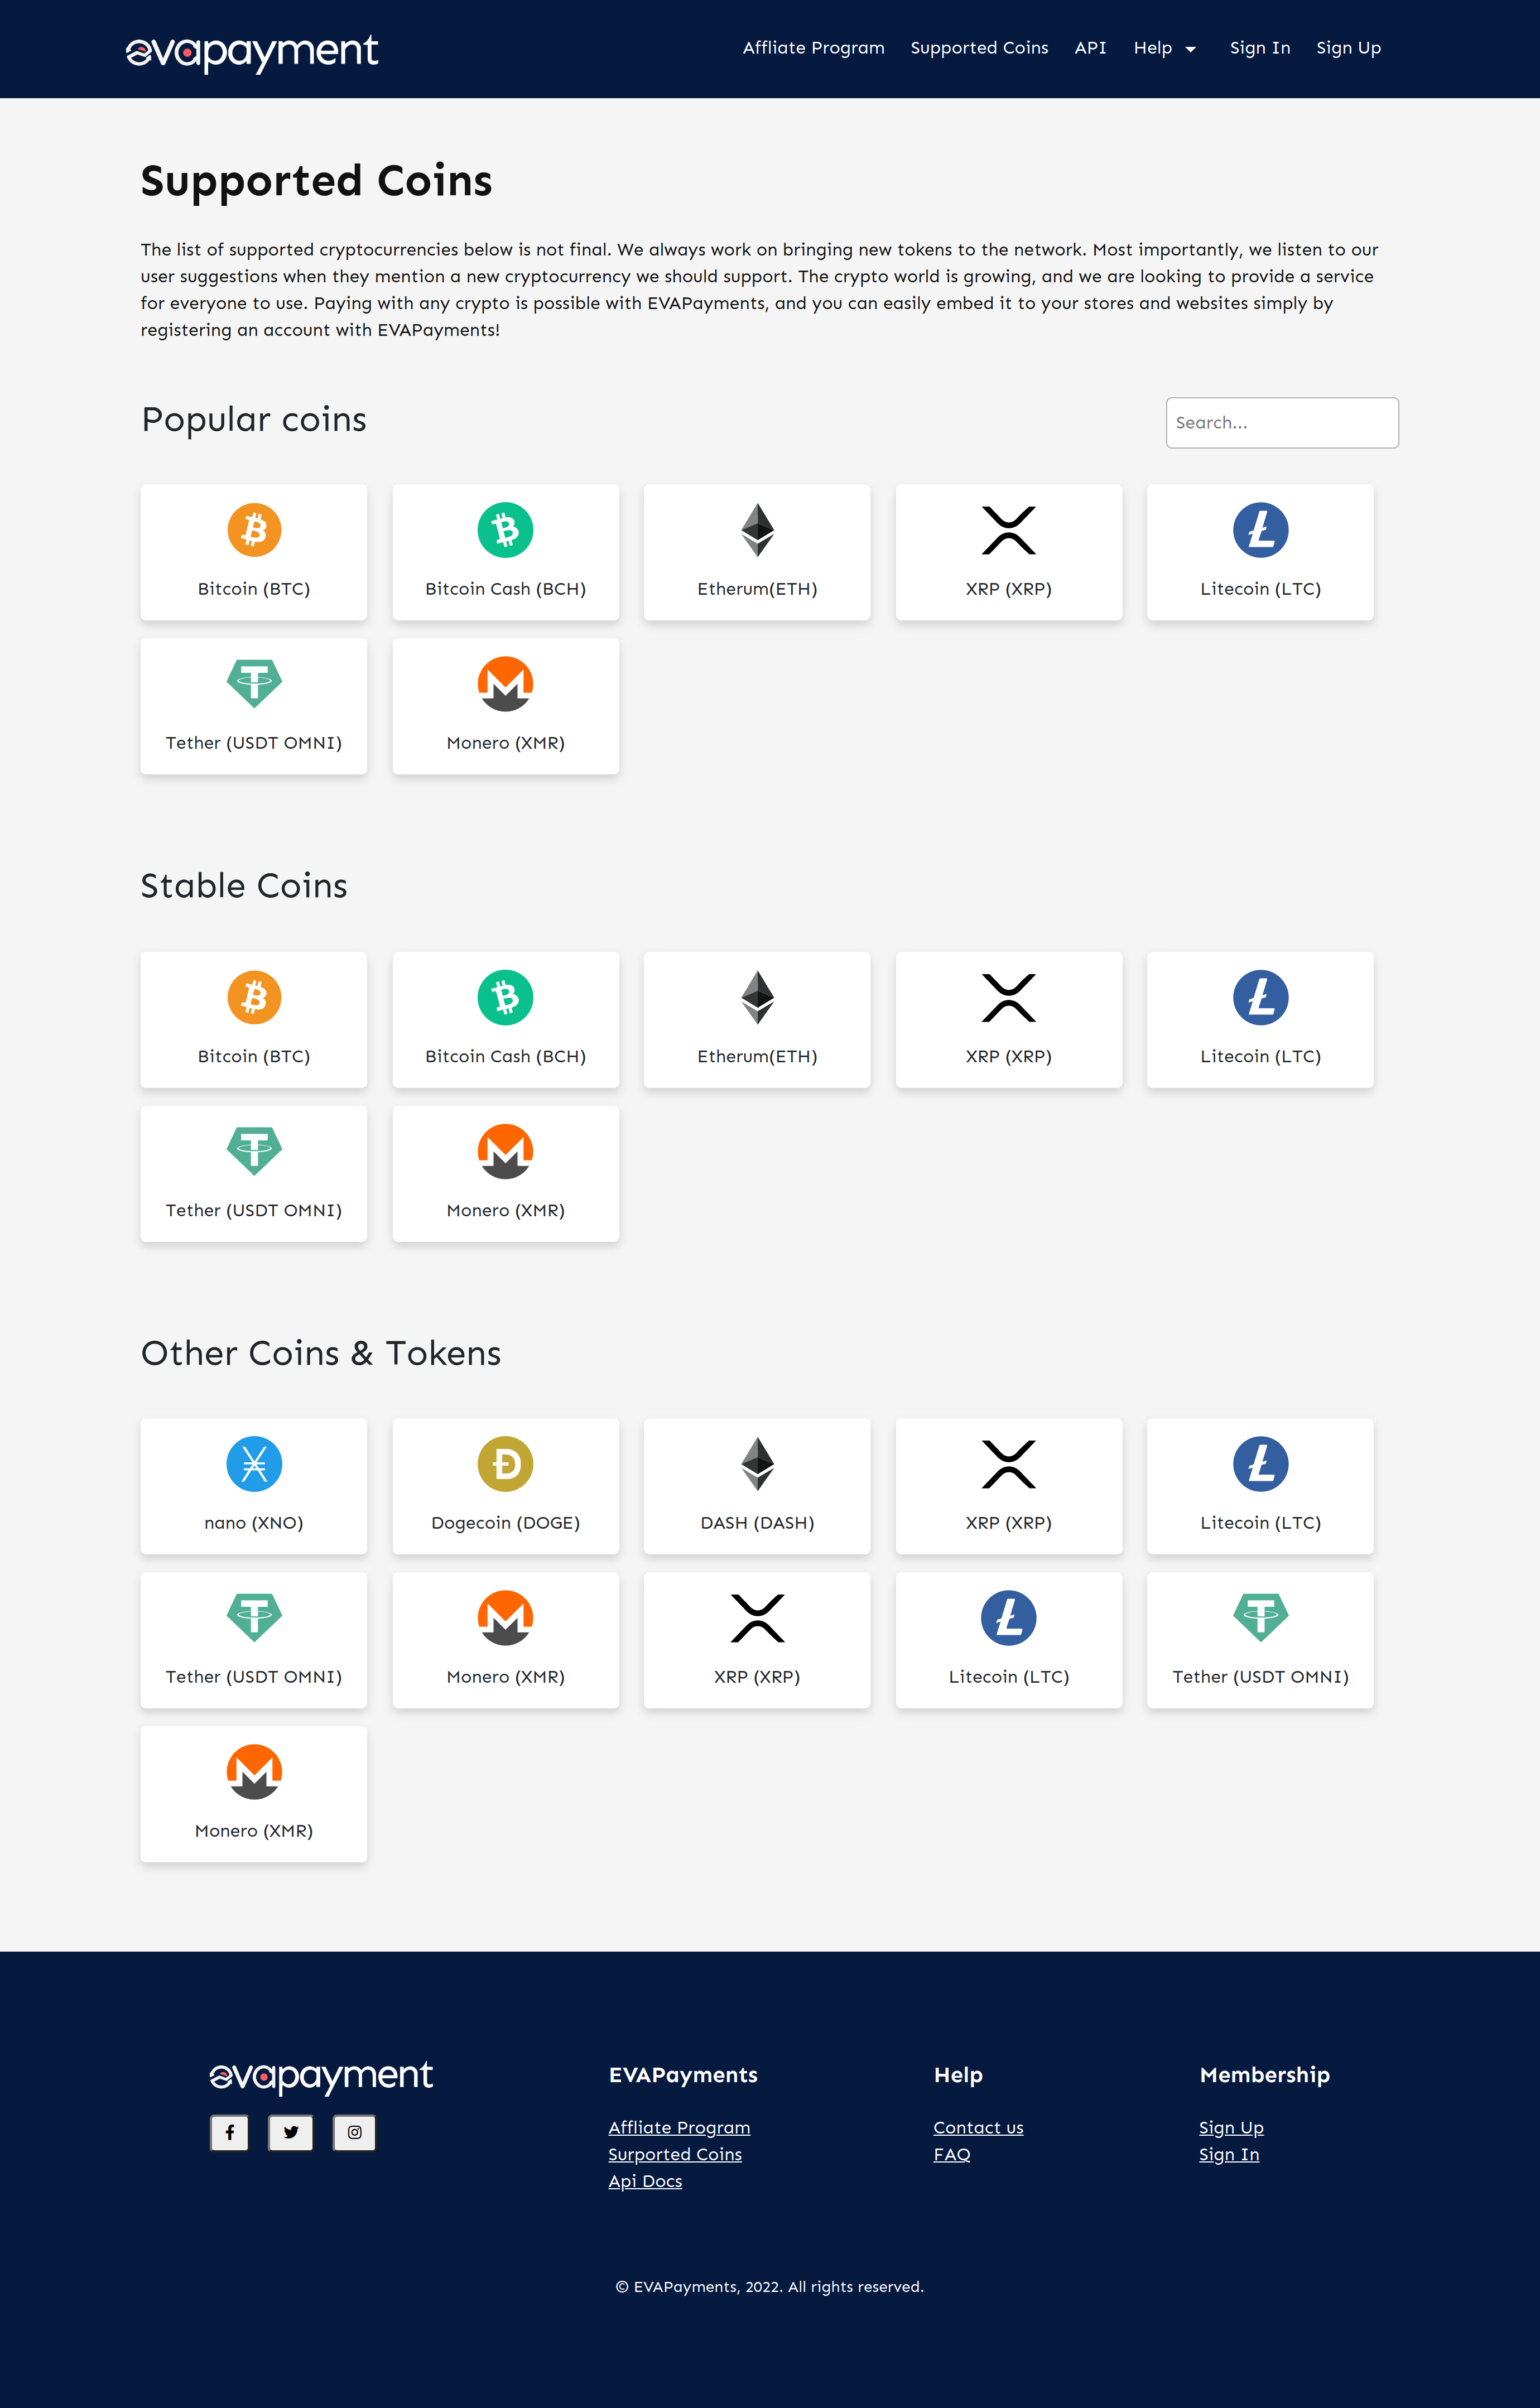 evapayment
Affliate Program Supported Coins API Help Sign In Sign Up
Supported Coins
The list of supported cryptocurrencies below is not final. We always work on bringing new tokens to the network. Most importantly, we listen to our
user suggestions when they mention a new cryptocurrency we should support. The crypto world is growing, and we are looking to provide a service
for everyone to use. Paying with any crypto is possible with EVAPayments, and you can easily embed it to your stores and websites simply by
registering an account with EVAPayments!
Popular coins
Search...
Bitcoin (BTC) Bitcoin Cash (BCH) Etherum(ETH) XRP (XRP) Litecoin (LTC)
Tether (USDT OMNI) Monero (XMR)
Stable Coins
Bitcoin (BTC) Bitcoin Cash (BCH) Etherum(ETH) XRP (XRP) Litecoin (LTC)
Tether (USDT OMNI) Monero (XMR)
Other Coins & Tokens
nano (XNO) Dogecoin (DOGE) DASH (DASH) XRP (XRP) Litecoin (LTC)
Tether (USDT OMNI) Monero (XMR) XRP (XRP) Litecoin (LTC) Tether (USDT OMNI)
Monero (XMR)
evapayment
EVAPayments
Affliate Program
Surported Coins
Api Docs
Help
Contact us
FAQ
Membership
Sign Up
Sign In
© EVAPayments, 2022. All rights reserved.